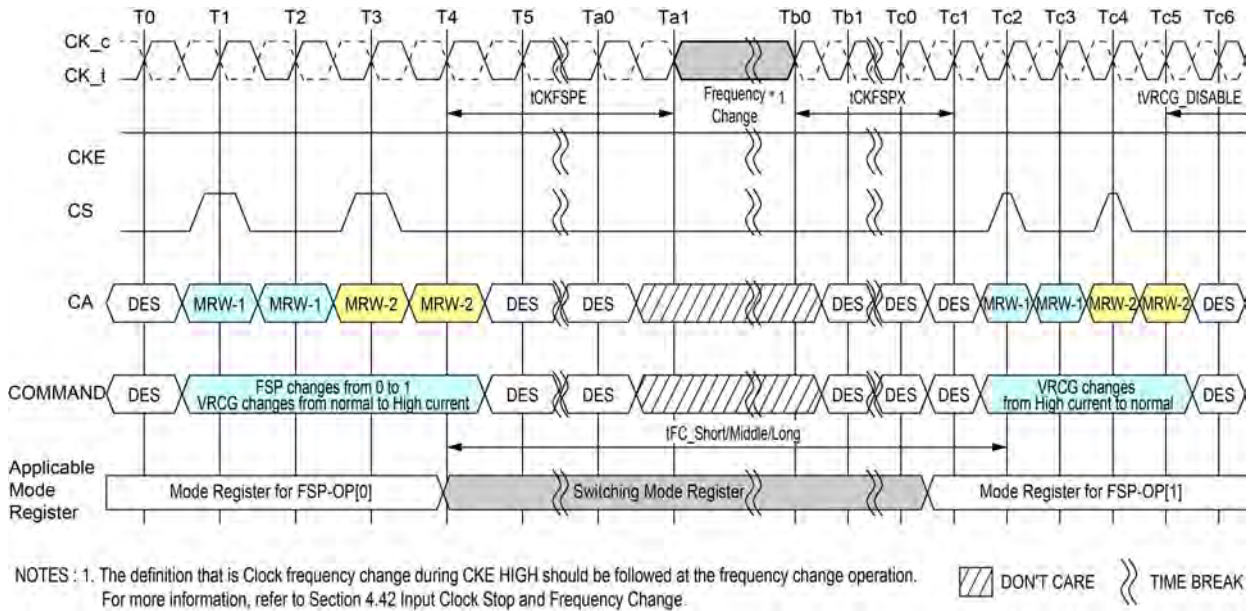 T0 T1 T2 T3 T4 T5 Ta0 Ta1 Tb0 Tb1 Tc0 Tc1 Tc2 Tc3 Tc4 Tc5 Tc6
CK_c
CK_t
tCKFSPE Frequency * 1 tCKFSPX tVRCG_DISABLE
Change
CKE
CS
CA DES MRW-1 MRW-1 MRW-2 MRW-2 DES DES DES DES DES MRW-1 MRW-1 MRW-2 MRW-2 DES
COMMAND DES FSP changes from 0 to 1 DES DES DES DES DES VRCG changes DES
VRCG changes from normal to High current from High current to normal
tFC_Short/Middle/Long
Applicable
Mode
Register
Mode Register for FSP-OP[0] Switching Mode Register Mode Register for FSP-OP[1]
NOTES : 1. The definition that is Clock frequency change during CKE HIGH should be followed at the frequency change operation.
For more information, refer to Section 4.42 Input Clock Stop and Frequency Change.
DON'T CARE TIME BREAK